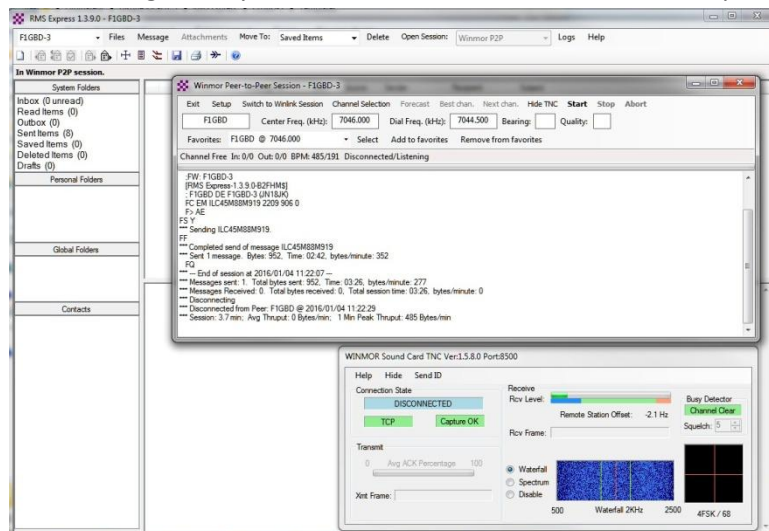 RMS Express 1.3.9.0 - F1GBD-3
F1GBD-3 Files Message Attachments Move To: Saved Items Delete Open Session: Winmor P2P Logs Help
In Winmor P2P session.
System Folders
Inbox (0 unread)
Read Items (0)
Outbox (0)
Sent Items (8)
Saved Items (0)
Deleted Items (0)
Drafts (0)
Personal Folders
Global Folders
Contacts
Winmor Peer-to-Peer Session - F1GBD-3
Exit Setup Switch to Winlink Session Channel Selection Forecast Best chan. Next chan. Hide TNC Start Stop Abort
F1GBD Center Freq. (kHz): 7046.000 Dial Freq. (kHz): 7044.500 Bearing: Quality:
Favorites: F1GBD @ 7046.000 Select Add to favorites Remove from favorites
Channel Free In: 0/0 Out: 0/0 BPM: 485/191 Disconnected/Listening
;FW: F1GBD-3
[RMS Express-1.3.9.0-B2FHM$]
; F1GBD DE F1GBD-3 (JN18JK)
FC EM ILC45M88M919 2209 906 0
F> AE
FS Y
*** Sending ILC45M88M919.
FF
*** Completed send of message ILC45M88M919
*** Sent 1 message. Bytes: 952, Time: 02:42, bytes/minute: 352
FQ
*** --- End of session at 2016/01/04 11:22:07 ---
*** Messages sent: 1. Total bytes sent: 952, Time: 03:26, bytes/minute: 277
*** Messages Received: 0. Total bytes received: 0, Total session time: 03:26, bytes/minute: 0
*** Disconnecting
*** Disconnected from Peer: F1GBD @ 2016/01/04 11:22:29
*** Session: 3.7 min; Avg Thruput: 0 Bytes/min; 1 Min Peak Thruput: 485 Bytes/min
WINMOR Sound Card TNC Ver:1.5.8.0 Port:8500
Help Hide Send ID
Connection State
DISCONNECTED
TCP Capture OK
Receive
Rcv Level:
Remote Station Offset: -2.1 Hz
Rcv Frame:
Busy Detector
Channel Clear
Squelch: 5
Transmit
0 Avg ACK Percentage 100
Xmt Frame:
Waterfall
Spectrum
Disable
500 Waterfall 2KHz 2500
4FSK / 68